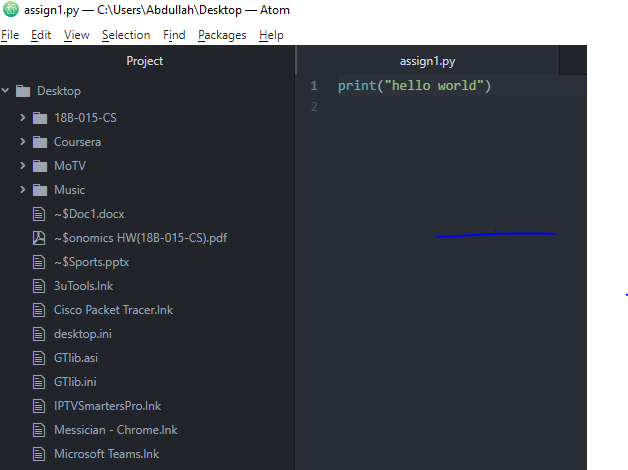 assign1.py — C:\Users\Abdullah\Desktop — Atom
File Edit View Selection Find Packages Help
Project
assign1.py
Desktop
18B-015-CS
Coursera
MoTV
Music
~$Doc1.docx
~$onomics HW(18B-015-CS).pdf
~$Sports.pptx
3uTools.lnk
Cisco Packet Tracer.lnk
desktop.ini
GTlib.asi
GTlib.ini
IPTVSmartersPro.lnk
Messician - Chrome.lnk
Microsoft Teams.lnk
1 print("hello world")
2